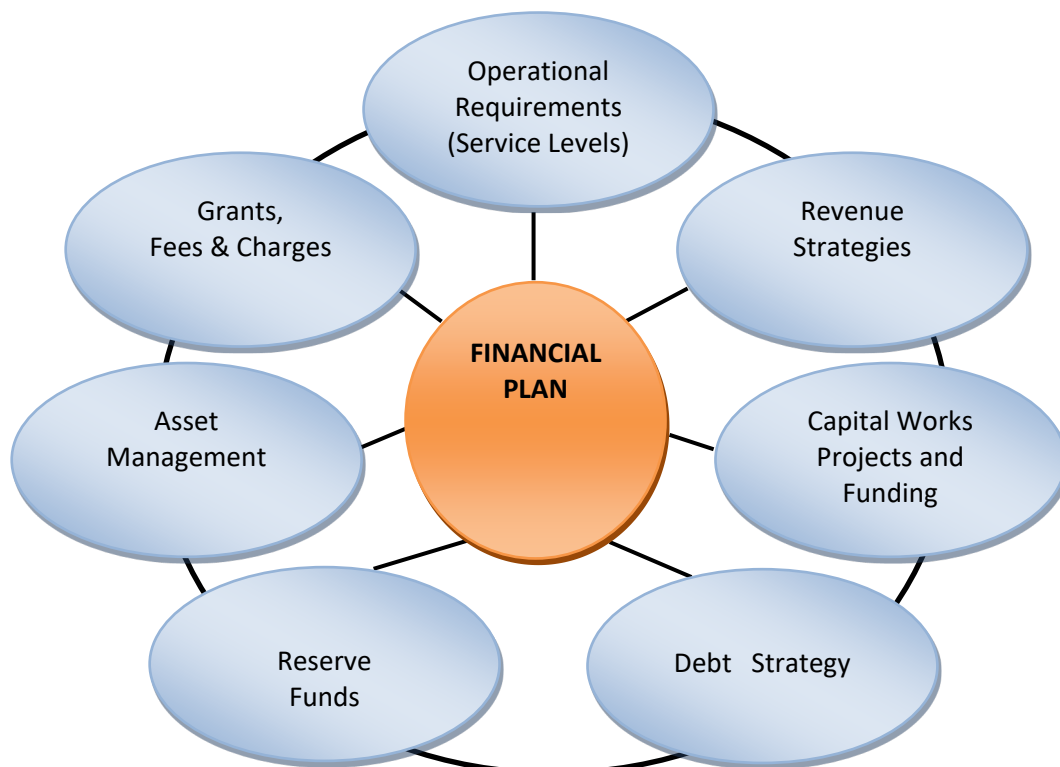 Operational
Requirements
(Service Levels)
Grants,
Fees & Charges
Revenue
Strategies
FINANCIAL
PLAN
Asset
Management
Capital Works
Projects and
Funding
Reserve
Funds
Debt Strategy